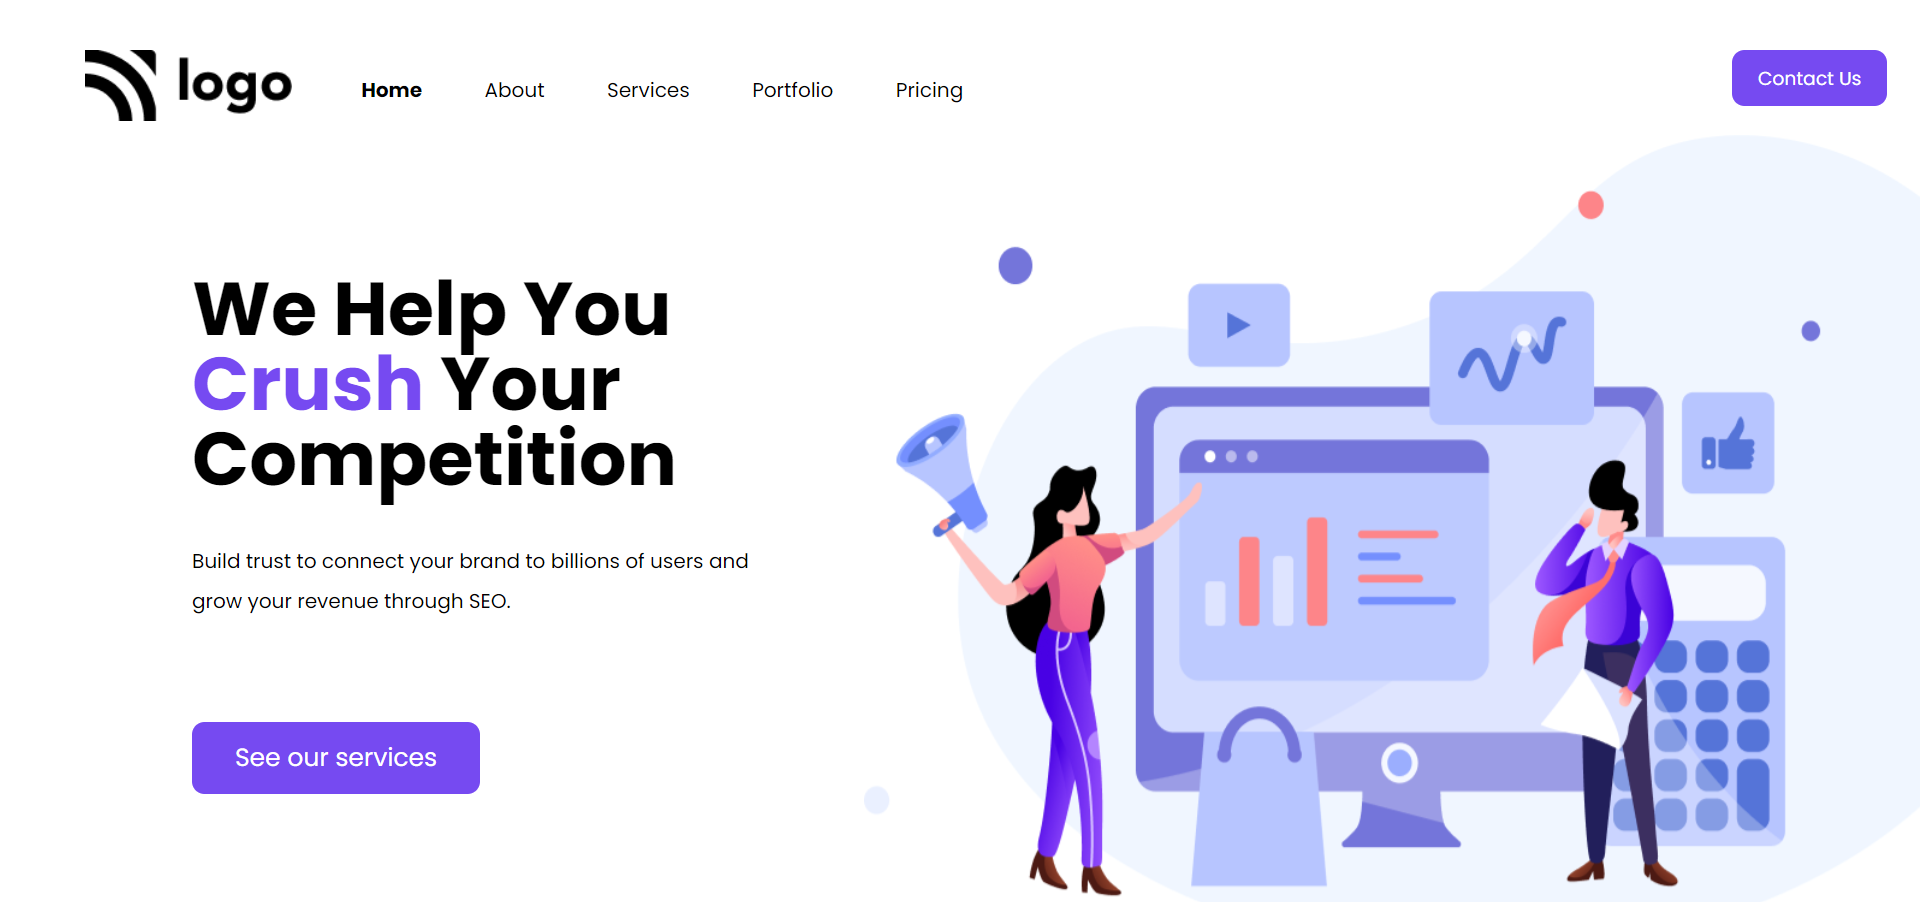 logo
Home About Services Portfolio Pricing
Contact Us
We Help You
Crush Your
Competition
Build trust to connect your brand to billions of users and
grow your revenue through SEO.
See our services